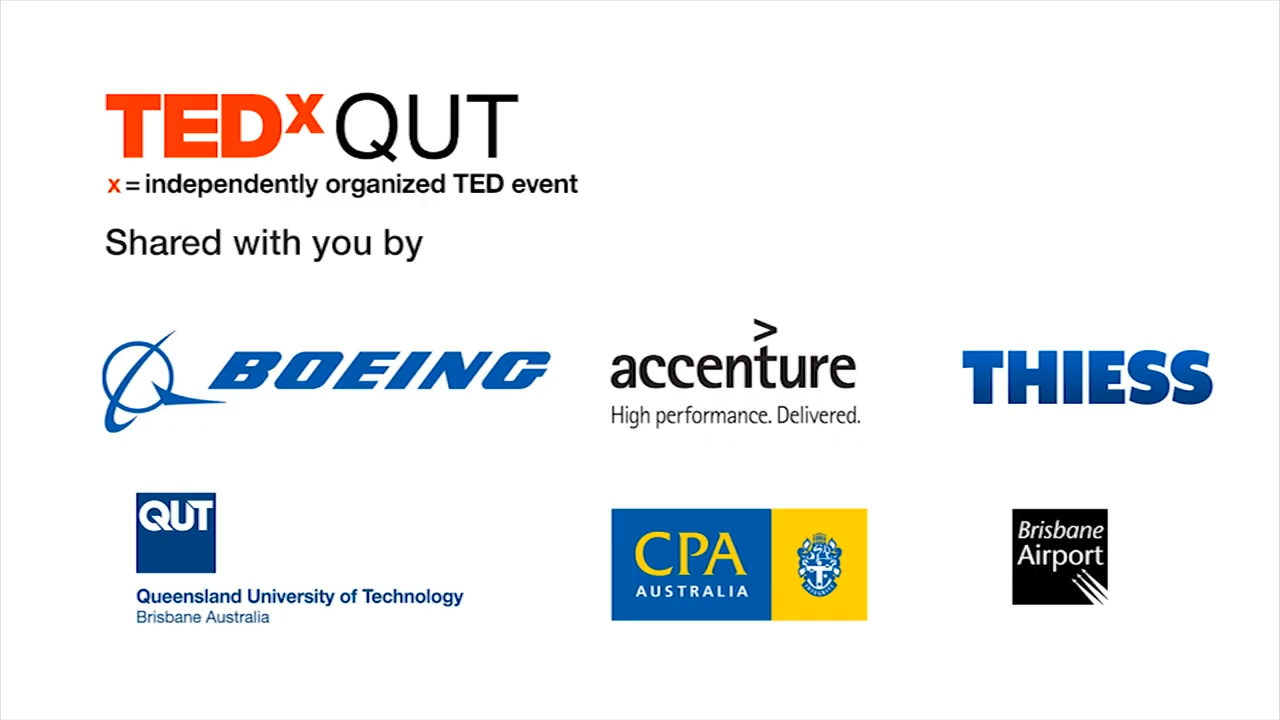 TEDx QUT
x = independently organized TED event
Shared with you by
BOEING
>
accenture
High performance. Delivered.
THIESS
QUT
Queensland University of Technology
Brisbane Australia
CPA
AUSTRALIA
Brisbane
Airport